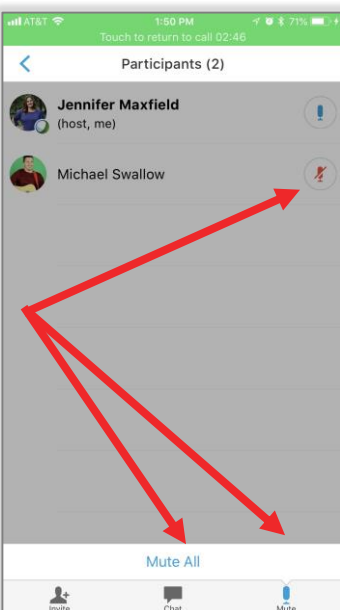 AT&T 1:50 PM 71%
Touch to return to call 02:46
Participants (2)
Jennifer Maxfield
(host, me)
Michael Swallow
Mute All
Invite Chat Mute